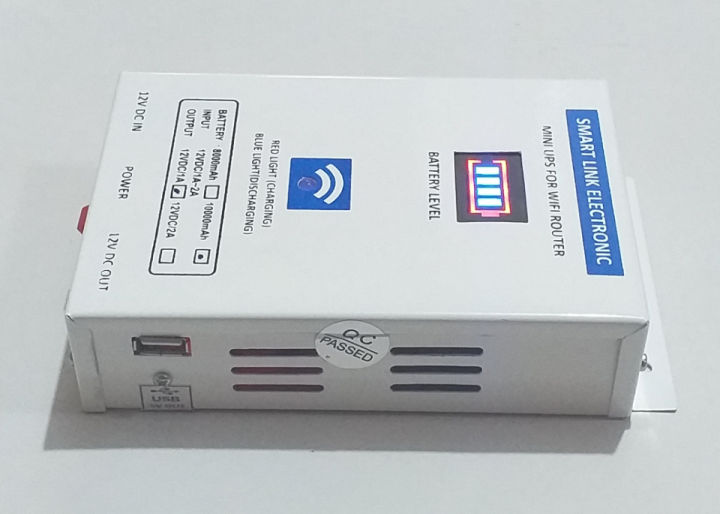 SMART LINK ELECTRONIC
MINI UPS FOR WIFI ROUTER
BATTERY LEVEL
RED LIGHT (CHARGING)
BLUE LIGHT(DISCHARGING)
BATTERY : 8000mAh 10000mAh
INPUT 12VDC/1A~2A
OUTPUT 12VDC/1A 12VDC/2A
12V DC IN
POWER
12V DC OUT
QC
PASSED
USB